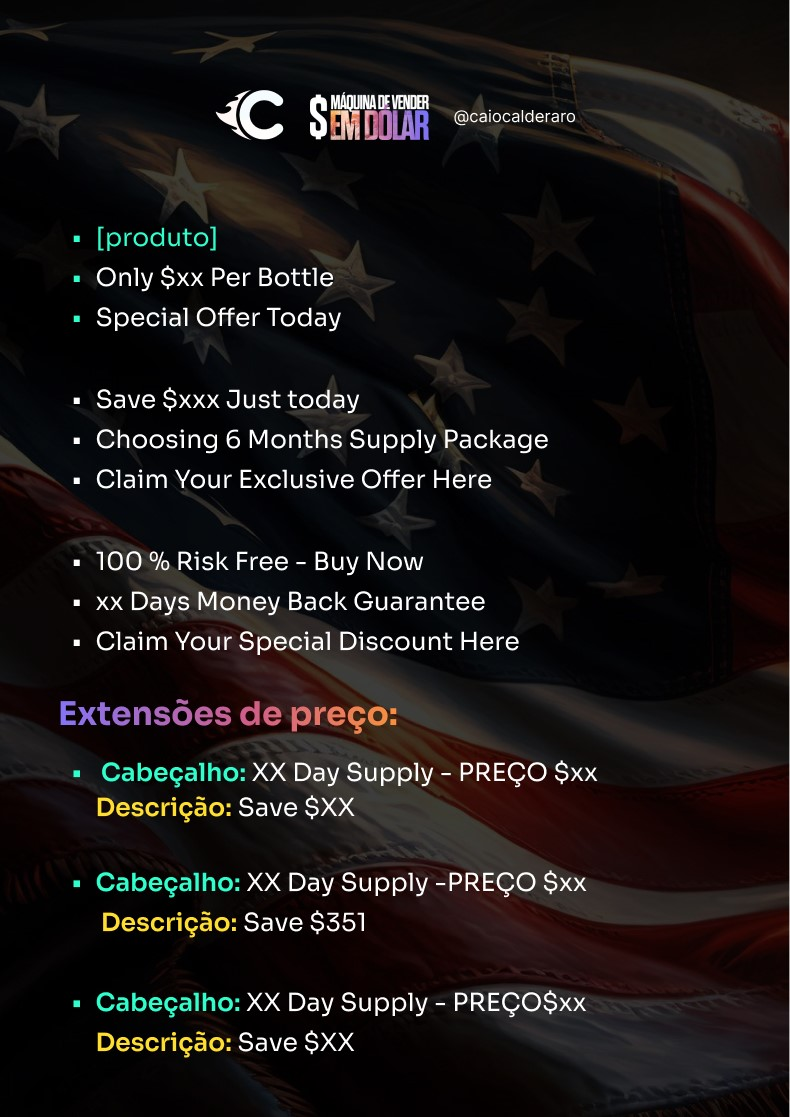 C
MÁQUINA DE VENDER
$EM DÓLAR
@caiocalderaro
▪ [produto]
▪ Only $xx Per Bottle
▪ Special Offer Today
▪ Save $xxx Just today
▪ Choosing 6 Months Supply Package
▪ Claim Your Exclusive Offer Here
▪ 100 % Risk Free - Buy Now
▪ xx Days Money Back Guarantee
▪ Claim Your Special Discount Here
Extensões de preço:
▪ Cabeçalho: XX Day Supply - PREÇO $xx
Descrição: Save $XX
▪ Cabeçalho: XX Day Supply -PREÇO $xx
Descrição: Save $351
▪ Cabeçalho: XX Day Supply - PREÇO$xx
Descrição: Save $XX